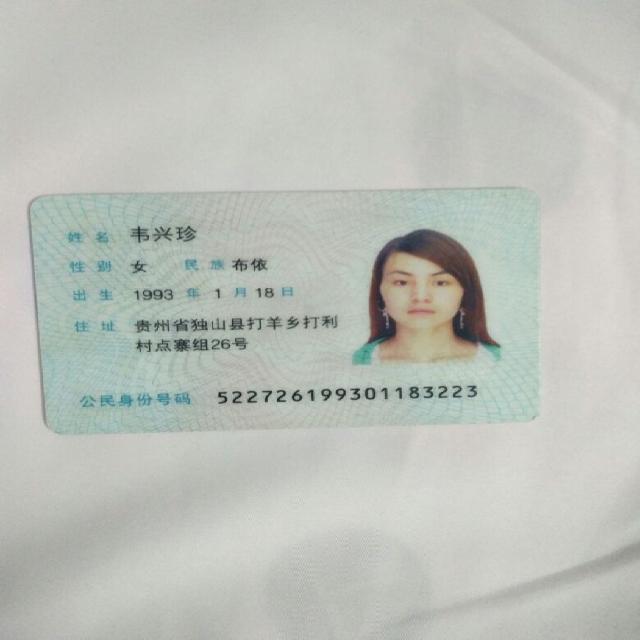 姓名 韦兴珍
性别 女 民族 布依
出生 1993 年 1 月 18 日
住址 贵州省独山县打羊乡打利
村点寨组26号
公民身份号码 522726199301183223